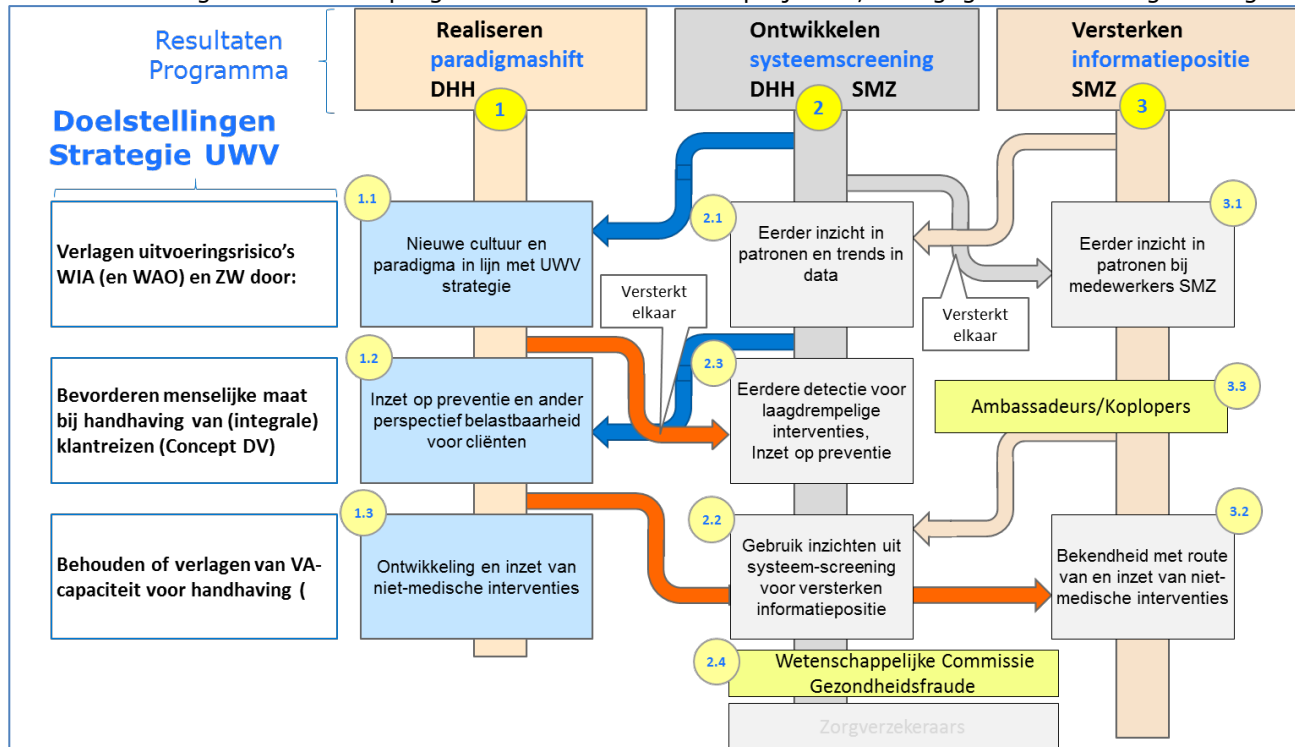 Resultaten
Programma
Realiseren
paradigmashift
DHH
1
Ontwikkelen
systeemscreening
DHH SMZ
2
Versterken
informatiepositie
SMZ
3
Doelstellingen
Strategie UWV
Verlagen uitvoeringsrisico’s
WIA (en WAO) en ZW door:
1.1
Nieuwe cultuur en
paradigma in lijn met UWV
strategie
Versterkt
elkaar
2.1
Eerder inzicht in
patronen en trends in
data
Versterkt
elkaar
3.1
Eerder inzicht in
patronen bij
medewerkers SMZ
Bevorderen menselijke maat
bij handhaving van (integrale)
klantreizen (Concept DV)
1.2
Inzet op preventie en ander
perspectief belastbaarheid
voor cliënten
2.3
Eerdere detectie voor
laagdrempelige
interventies,
Inzet op preventie
3.3
Ambassadeurs/Koplopers
Behouden of verlagen van VA-
capaciteit voor handhaving (
1.3
Ontwikkeling en inzet van
niet-medische interventies
2.2
Gebruik inzichten uit
systeem-screening
voor versterken
informatiepositie
3.2
Bekendheid met route
van en inzet van niet-
medische interventies
2.4
Wetenschappelijke Commissie
Gezondheidsfraude
Zorgverzekeraars